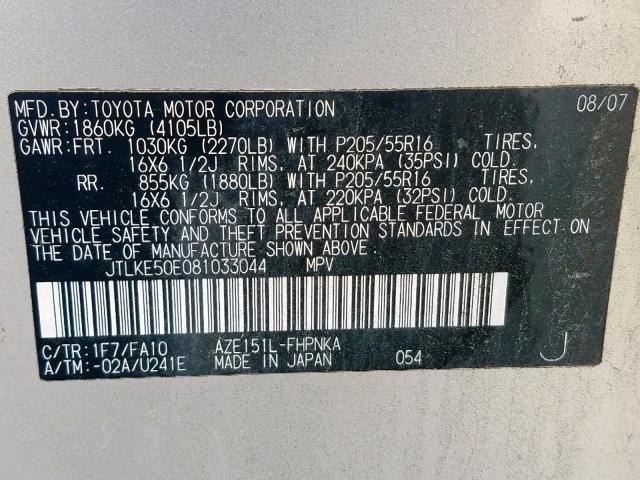 MFD.BY:TOYOTA MOTOR CORPORATION 08/07
GVWR:1860KG (4105LB)
GAWR:FRT. 1030KG (2270LB) WITH P205/55R16 TIRES,
16X6 1/2J RIMS, AT 240KPA (35PSI) COLD.
RR. 855KG (1880LB) WITH P205/55R16 TIRES,
16X6 1/2J RIMS, AT 220KPA (32PSI) COLD.
THIS VEHICLE CONFORMS TO ALL APPLICABLE FEDERAL MOTOR
VEHICLE SAFETY AND THEFT PREVENTION STANDARDS IN EFFECT ON
THE DATE OF MANUFACTURE SHOWN ABOVE.
JTLKE50E081033044 MPV
C/TR:1F7/FA10 AZE151L-FHPNKA
A/TM:-02A/U241E MADE IN JAPAN 054 J